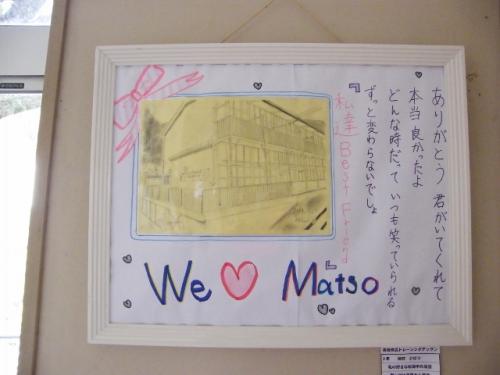 ありがとう 君がいてくれて
本当 良かったよ
どんな時だって いつも笑っていられる
ずっと変わらないでしょ
『私達 Best Friend』
We Matso